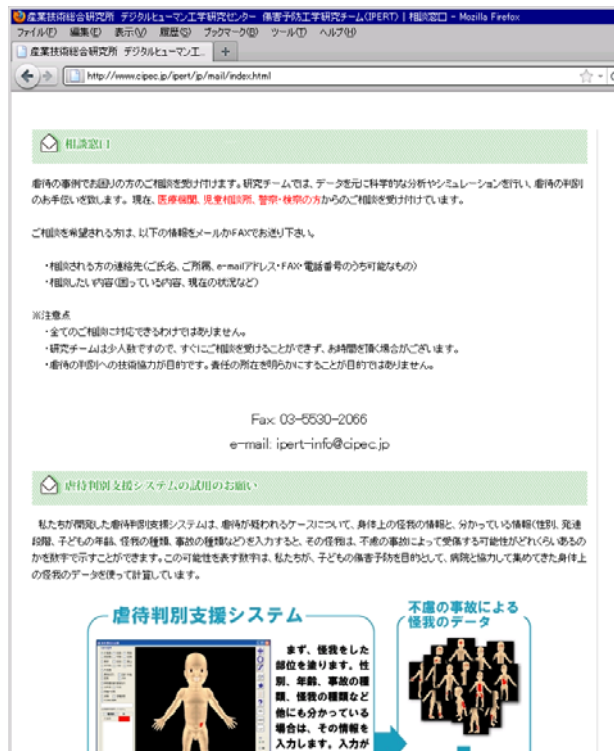 産業技術総合研究所 デジタルヒューマン工学研究センター 傷害予防工学研究チーム(IPERT) | 相談窓口 - Mozilla Firefox
ファイル(F) 編集(E) 表示(V) 履歴(S) ブックマーク(B) ツール(T) ヘルプ(H)
産業技術総合研究所 デジタルヒューマン工...
http://www.cipec.jp/ipert/jp/mail/index.html
相談窓口
虐待の事例でお困りの方のご相談を受け付けます。研究チームでは、データを元に科学的な分析やシミュレーションを行い、虐待の判別
のお手伝いを致します。現在、医療機関、児童相談所、警察・検察の方からのご相談を受け付けています。
ご相談を希望される方は、以下の情報をメールかFAXでお送り下さい。
・相談される方の連絡先(ご氏名、ご所属、e-mailアドレス・FAX・電話番号のうち可能なもの)
・相談したい内容(困っている内容、現在の状況など)
※注意点
・全てのご相談に対応できるわけではありません。
・研究チームは少人数ですので、すぐにご相談を受けることができず、お時間を頂く場合がございます。
・虐待の判別への技術協力が目的です。責任の所在を明らかにすることが目的ではありません。
Fax: 03-5530-2066
e-mail: ipert-info@cipec.jp
虐待判別支援システムの試用のお願い
私たちが開発した虐待判別支援システムは、虐待が疑われるケースについて、身体上の怪我の情報と、分かっている情報(性別、発達
段階、子どもの年齢、怪我の種類、事故の種類など)を入力すると、その怪我は、不慮の事故によって受傷する可能性がどれくらいあるの
かを数字で示すことができます。この可能性を表す数字は、私たちが、子どもの傷害予防を目的として、病院と協力して集めてきた身体上
の怪我のデータを使って計算しています。
虐待判別支援システム
不慮の事故による
怪我のデータ
まず、怪我をした
部位を塗ります。性
別、年齢、事故の種
類、怪我の種類など
他にも分かっている
場合は、その情報を
入力します。入力が